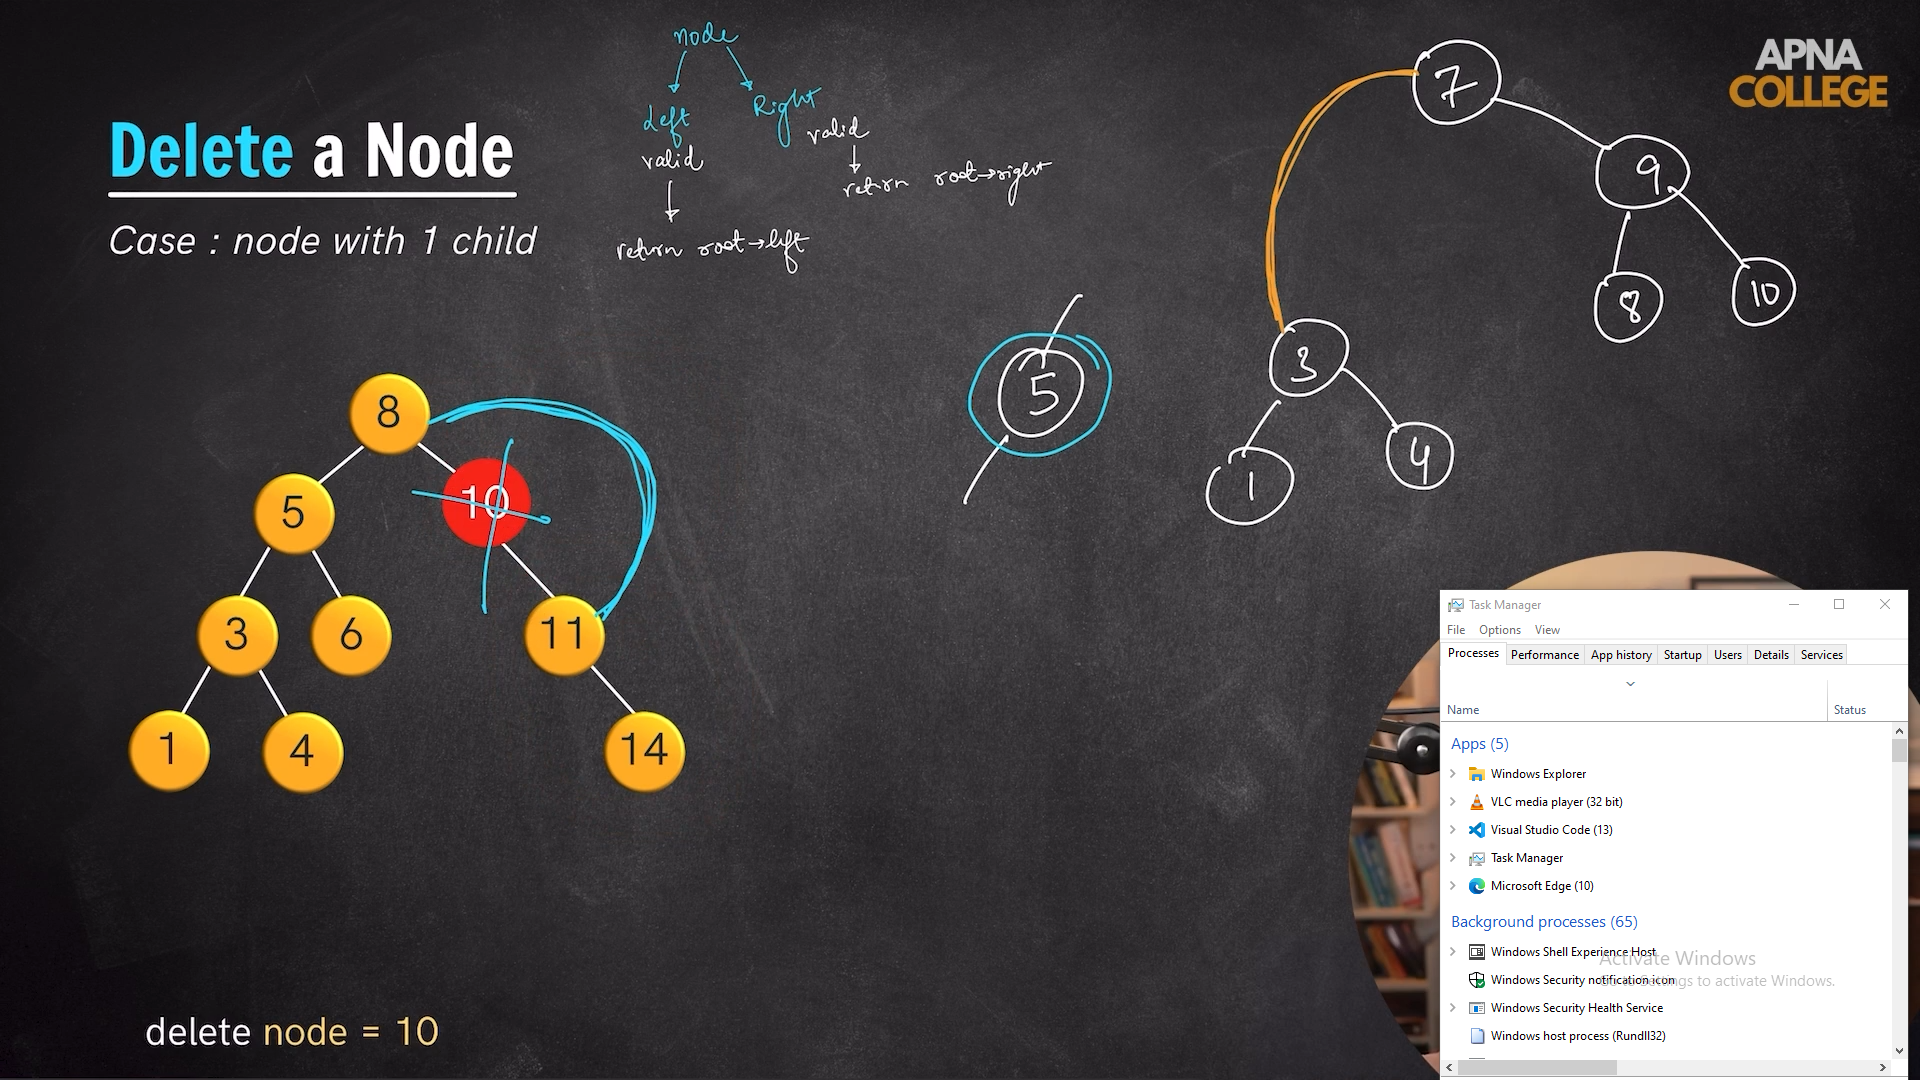 node
Left
Right
valid
valid
return root→left
return root→right
APNA
COLLEGE
Delete a Node
Case : node with 1 child
7
9
8
10
3
1
4
5
8
5
10
3
6
11
1
4
14
delete node = 10
Task Manager
File Options View
Processes Performance App history Startup Users Details Services
Name Status
Apps (5)
Windows Explorer
VLC media player (32 bit)
Visual Studio Code (13)
Task Manager
Microsoft Edge (10)
Background processes (65)
Windows Shell Experience Host
Windows Security notification icon
Windows Security Health Service
Windows host process (Rundll32)
Activate Windows
Go to Settings to activate Windows.